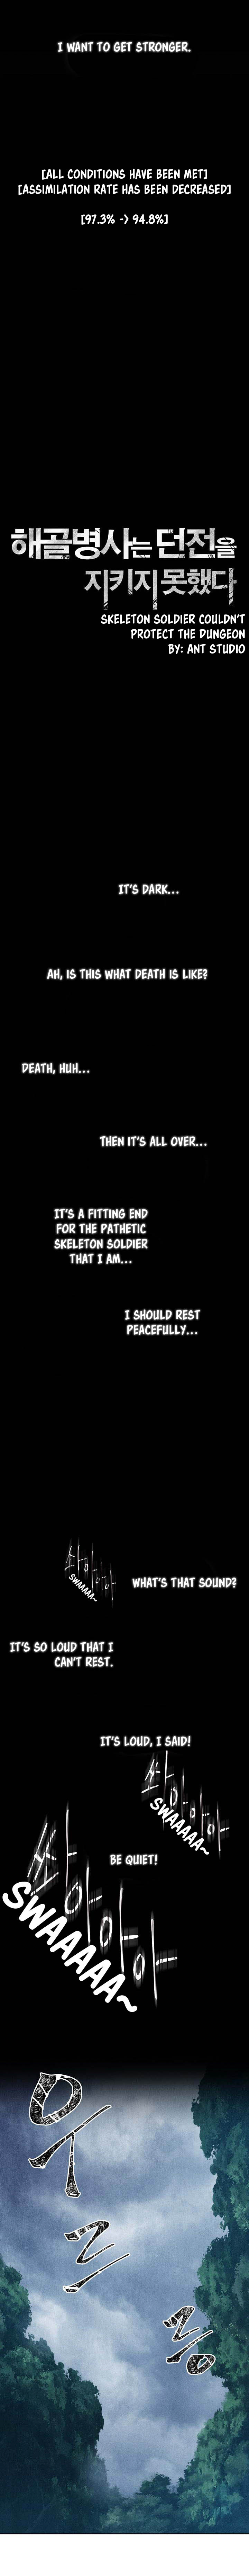 I WANT TO GET STRONGER.
[ALL CONDITIONS HAVE BEEN MET]
[ASSIMILATION RATE HAS BEEN DECREASED]
[97.3% -> 94.8%]
해골병사는 던전을
지키지 못했다
SKELETON SOLDIER COULDN'T
PROTECT THE DUNGEON
BY: ANT STUDIO
IT'S DARK...
AH, IS THIS WHAT DEATH IS LIKE?
DEATH, HUH...
THEN IT'S ALL OVER...
IT'S A FITTING END
FOR THE PATHETIC
SKELETON SOLDIER
THAT I AM...
I SHOULD REST
PEACEFULLY...
쏴아아아
SWAAAAA~
WHAT'S THAT SOUND?
IT'S SO LOUD THAT I
CAN'T REST.
IT'S LOUD, I SAID!
쏴아아아
SWAAAAA~
BE QUIET!
쏴아아아
SWAAAAA~